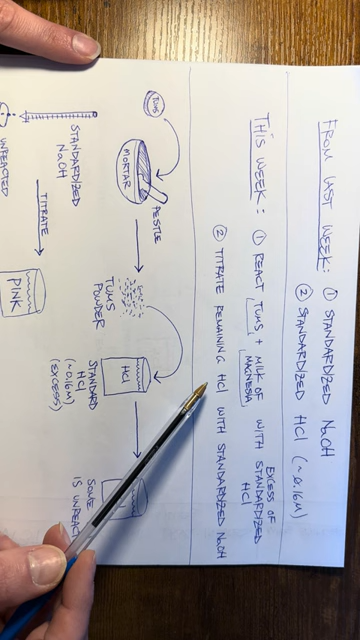 FROM LAST WEEK: ① STANDARDIZED NaOH
② STANDARDIZED HCl (~0.16M)
THIS WEEK: ① REACT TUMS + MILK OF MAGNESIA WITH EXCESS OF STANDARDIZED HCl
② TITRATE REMAINING HCl WITH STANDARDIZED NaOH
TUMS
MORTAR
PESTLE
TUMS
POWDER
HCl
STANDARD
HCl
(~0.16M)
(EXCESS)
SOME
IS UNREACT
STANDARDIZED
NaOH
TITRATE
PINK
UNREACTED